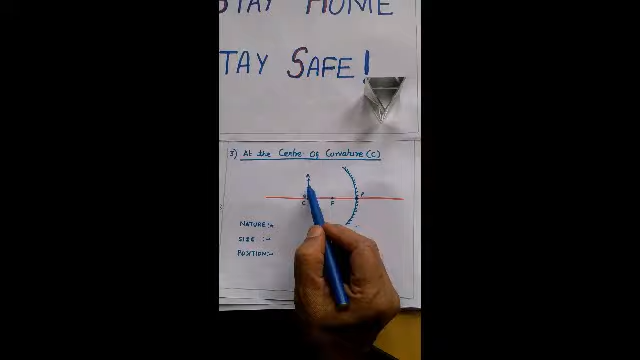 STAY HOME
STAY SAFE!
3) At the Centre Of Curvature (C)
A
C F P
NATURE:-
SIZE :-
POSITION:-